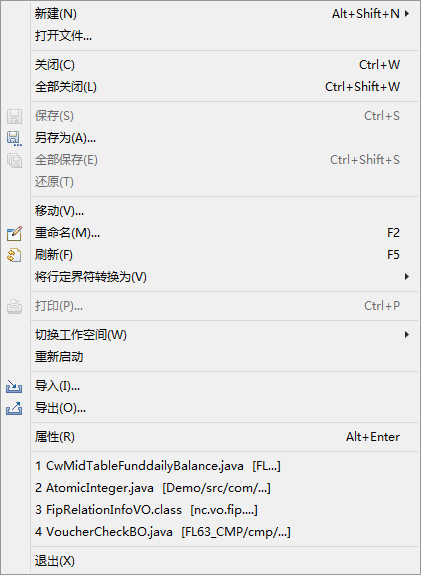 新建(N) Alt+Shift+N
打开文件...
关闭(C) Ctrl+W
全部关闭(L) Ctrl+Shift+W
保存(S) Ctrl+S
另存为(A)...
全部保存(E) Ctrl+Shift+S
还原(T)
移动(V)...
重命名(M)... F2
刷新(F) F5
将行定界符转换为(V)
打印(P)... Ctrl+P
切换工作空间(W)
重新启动
导入(I)...
导出(O)...
属性(R) Alt+Enter
1 CwMidTableFunddailyBalance.java [FL...]
2 AtomicInteger.java [Demo/src/com/...]
3 FipRelationInfoVO.class [nc.vo.fip....]
4 VoucherCheckBO.java [FL63_CMP/cmp/...]
退出(X)